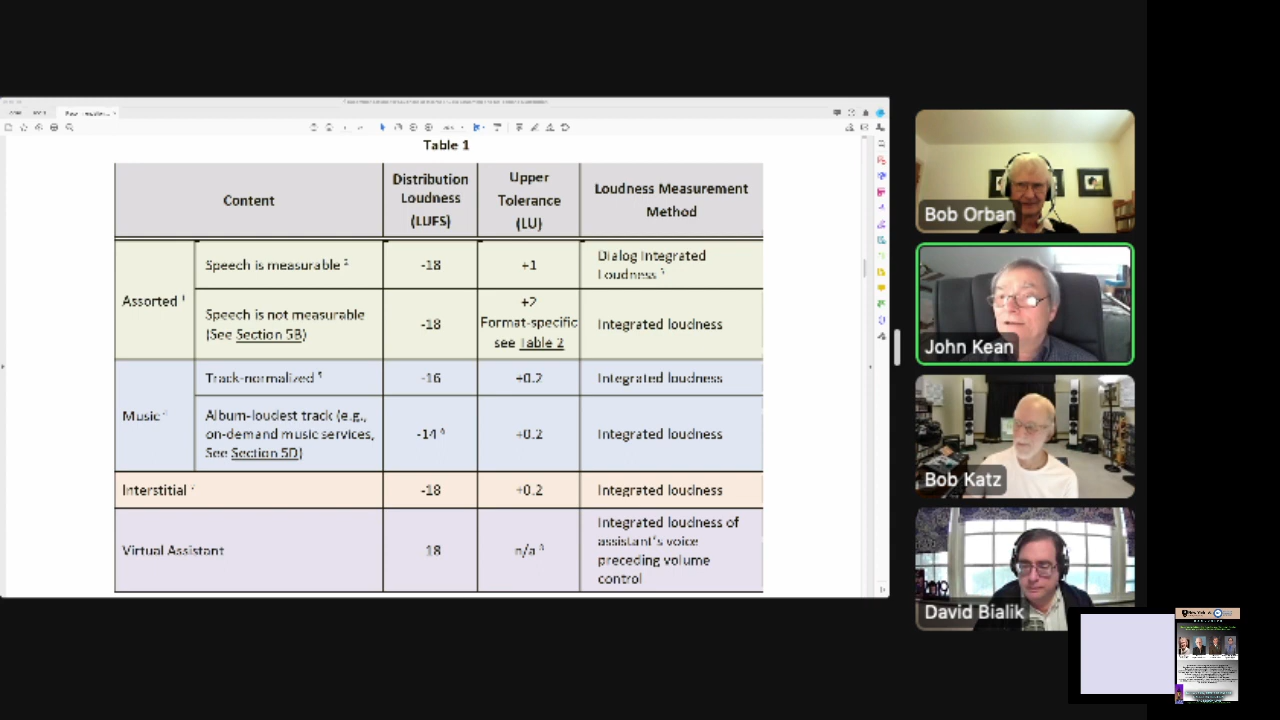 Table 1
Content
Distribution
Loudness
(LUFS)
Upper
Tolerance
(LU)
Loudness Measurement
Method
Assorted
Speech is measurable
-18
+1
Dialog Integrated
Loudness
Speech is not measurable
(See Section 5B)
-18
+2
Format-specific
see Table 2
Integrated loudness
Music
Track-normalized
-16
+0.2
Integrated loudness
Album-loudest track (e.g.,
on-demand music services,
See Section 5D)
-14
+0.2
Integrated loudness
Interstitial
-18
+0.2
Integrated loudness
Virtual Assistant
18
n/a
Integrated loudness of
assistant's voice
preceding volume
control
Bob Orban
John Kean
Bob Katz
David Bialik